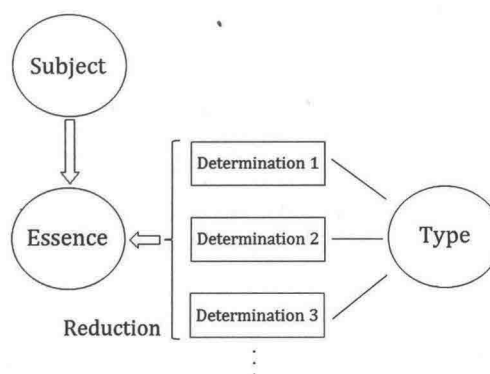 Subject
Determination 1
Essence
Determination 2
Type
Reduction
Determination 3